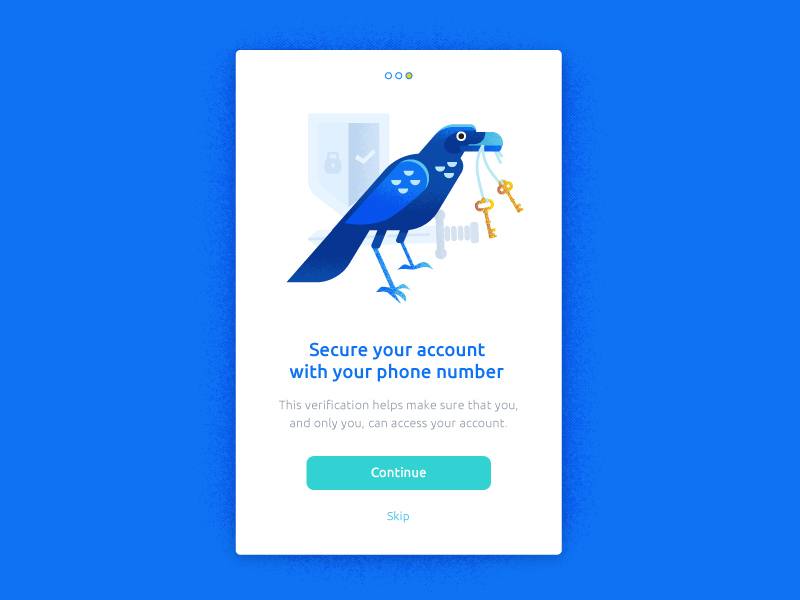 Secure your account
with your phone number
This verification helps make sure that you,
and only you, can access your account.
Continue
Skip